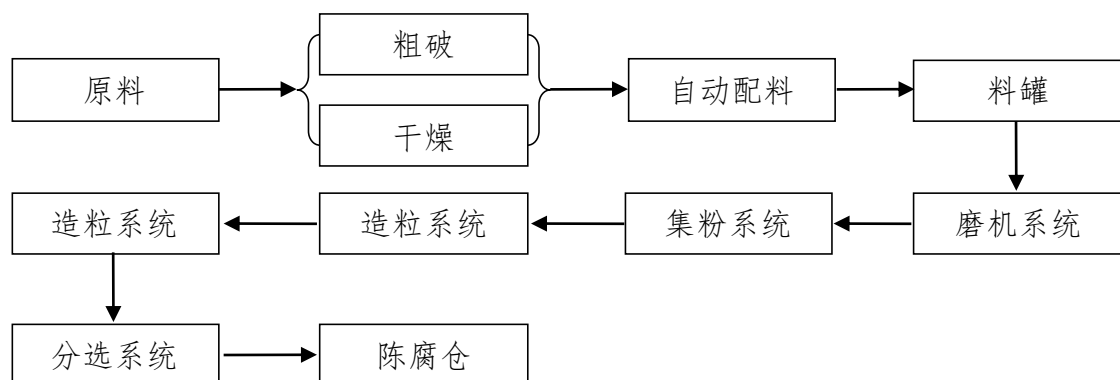 粗破
原料
自动配料
料罐
干燥
造粒系统
造粒系统
集粉系统
磨机系统
分选系统
陈腐仓